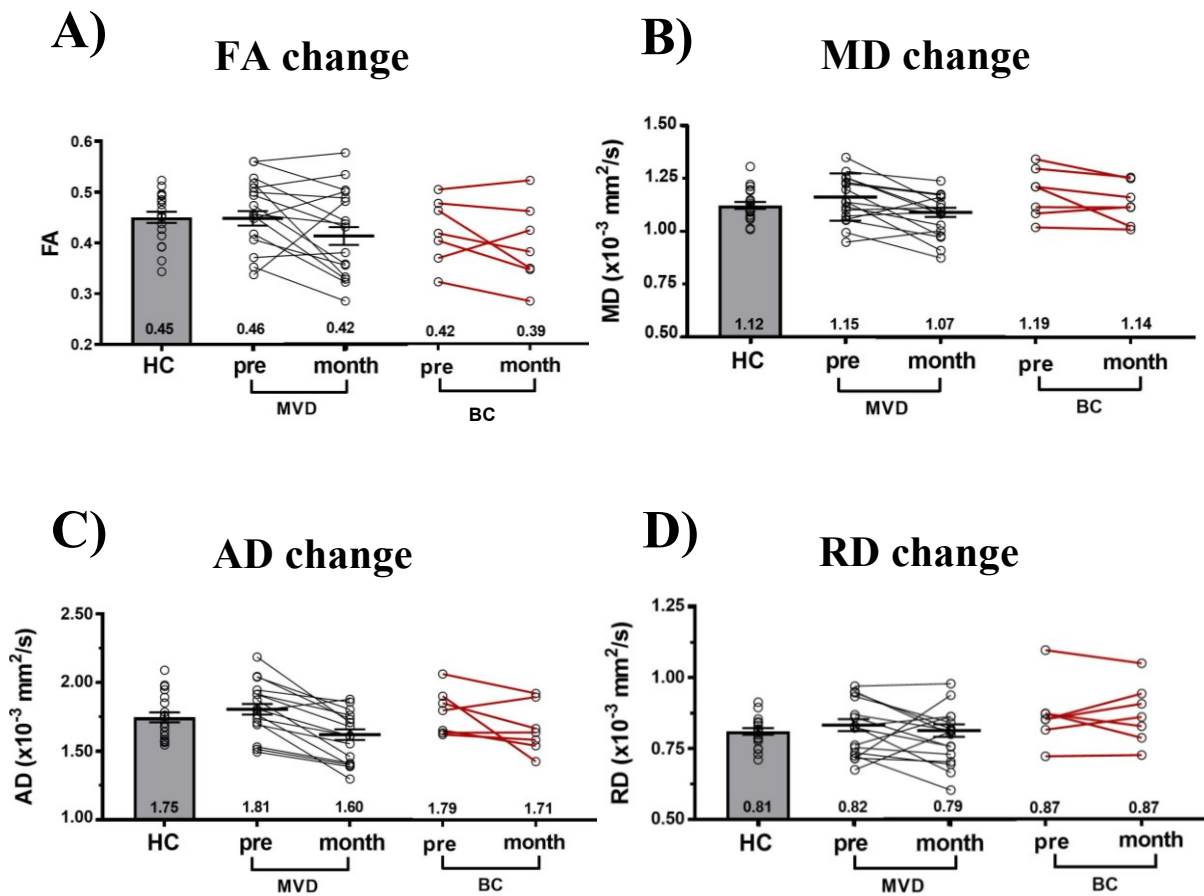 A)
FA change
0.6
0.5
0.4
0.3
0.2
FA
0.45
0.46
0.42
0.42
0.39
HC
pre
month
pre
month
MVD
BC
B)
MD change
1.50
1.25
1.00
0.75
0.50
MD (x10⁻³ mm²/s)
1.12
1.15
1.07
1.19
1.14
HC
pre
month
pre
month
MVD
BC
C)
AD change
2.50
2.00
1.50
1.00
AD (x10⁻³ mm²/s)
1.75
1.81
1.60
1.79
1.71
HC
pre
month
pre
month
MVD
BC
D)
RD change
1.25
1.00
0.75
0.50
RD (x10⁻³ mm²/s)
0.81
0.82
0.79
0.87
0.87
HC
pre
month
pre
month
MVD
BC